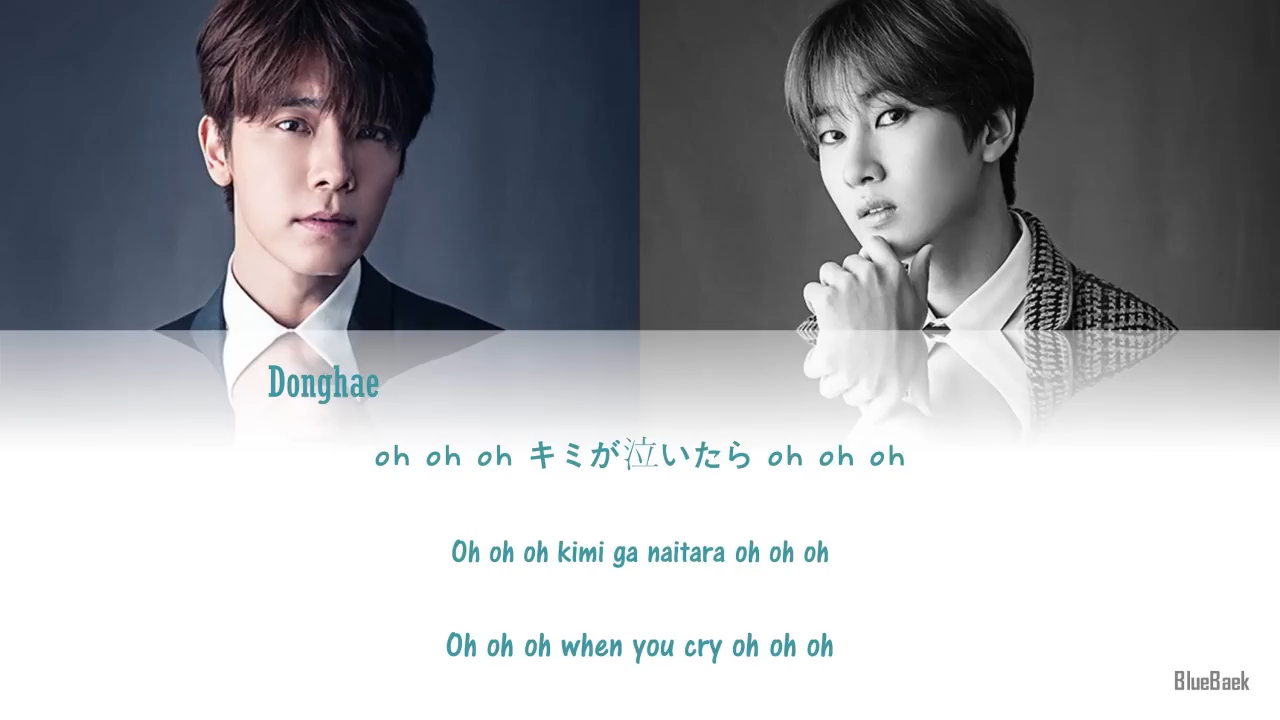 Donghae
oh oh oh キミが泣いたら oh oh oh
Oh oh oh kimi ga naitara oh oh oh
Oh oh oh when you cry oh oh oh
BlueBaek